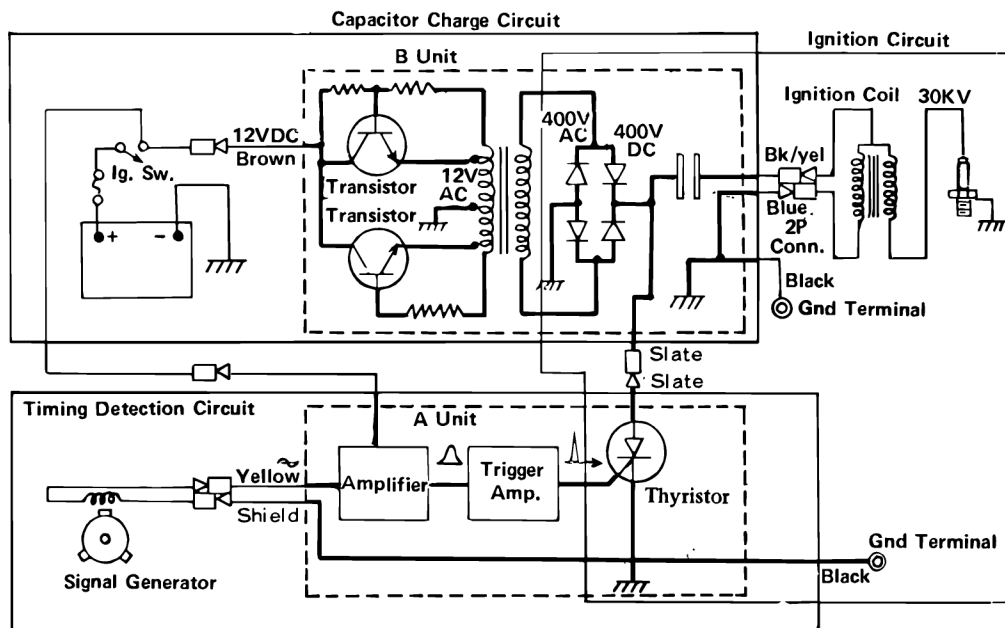 Capacitor Charge Circuit
Ignition Circuit
B Unit
Ignition Coil
30KV
12VDC
Brown
400V
AC
400V
DC
Ig. Sw.
Transistor
12V
AC
Transistor
Bk/yel
Blue
2P
Conn.
+
-
Black
Gnd Terminal
Slate
Slate
Timing Detection Circuit
A Unit
Yellow
Amplifier
Trigger
Amp.
Thyristor
Shield
Signal Generator
Gnd Terminal
Black